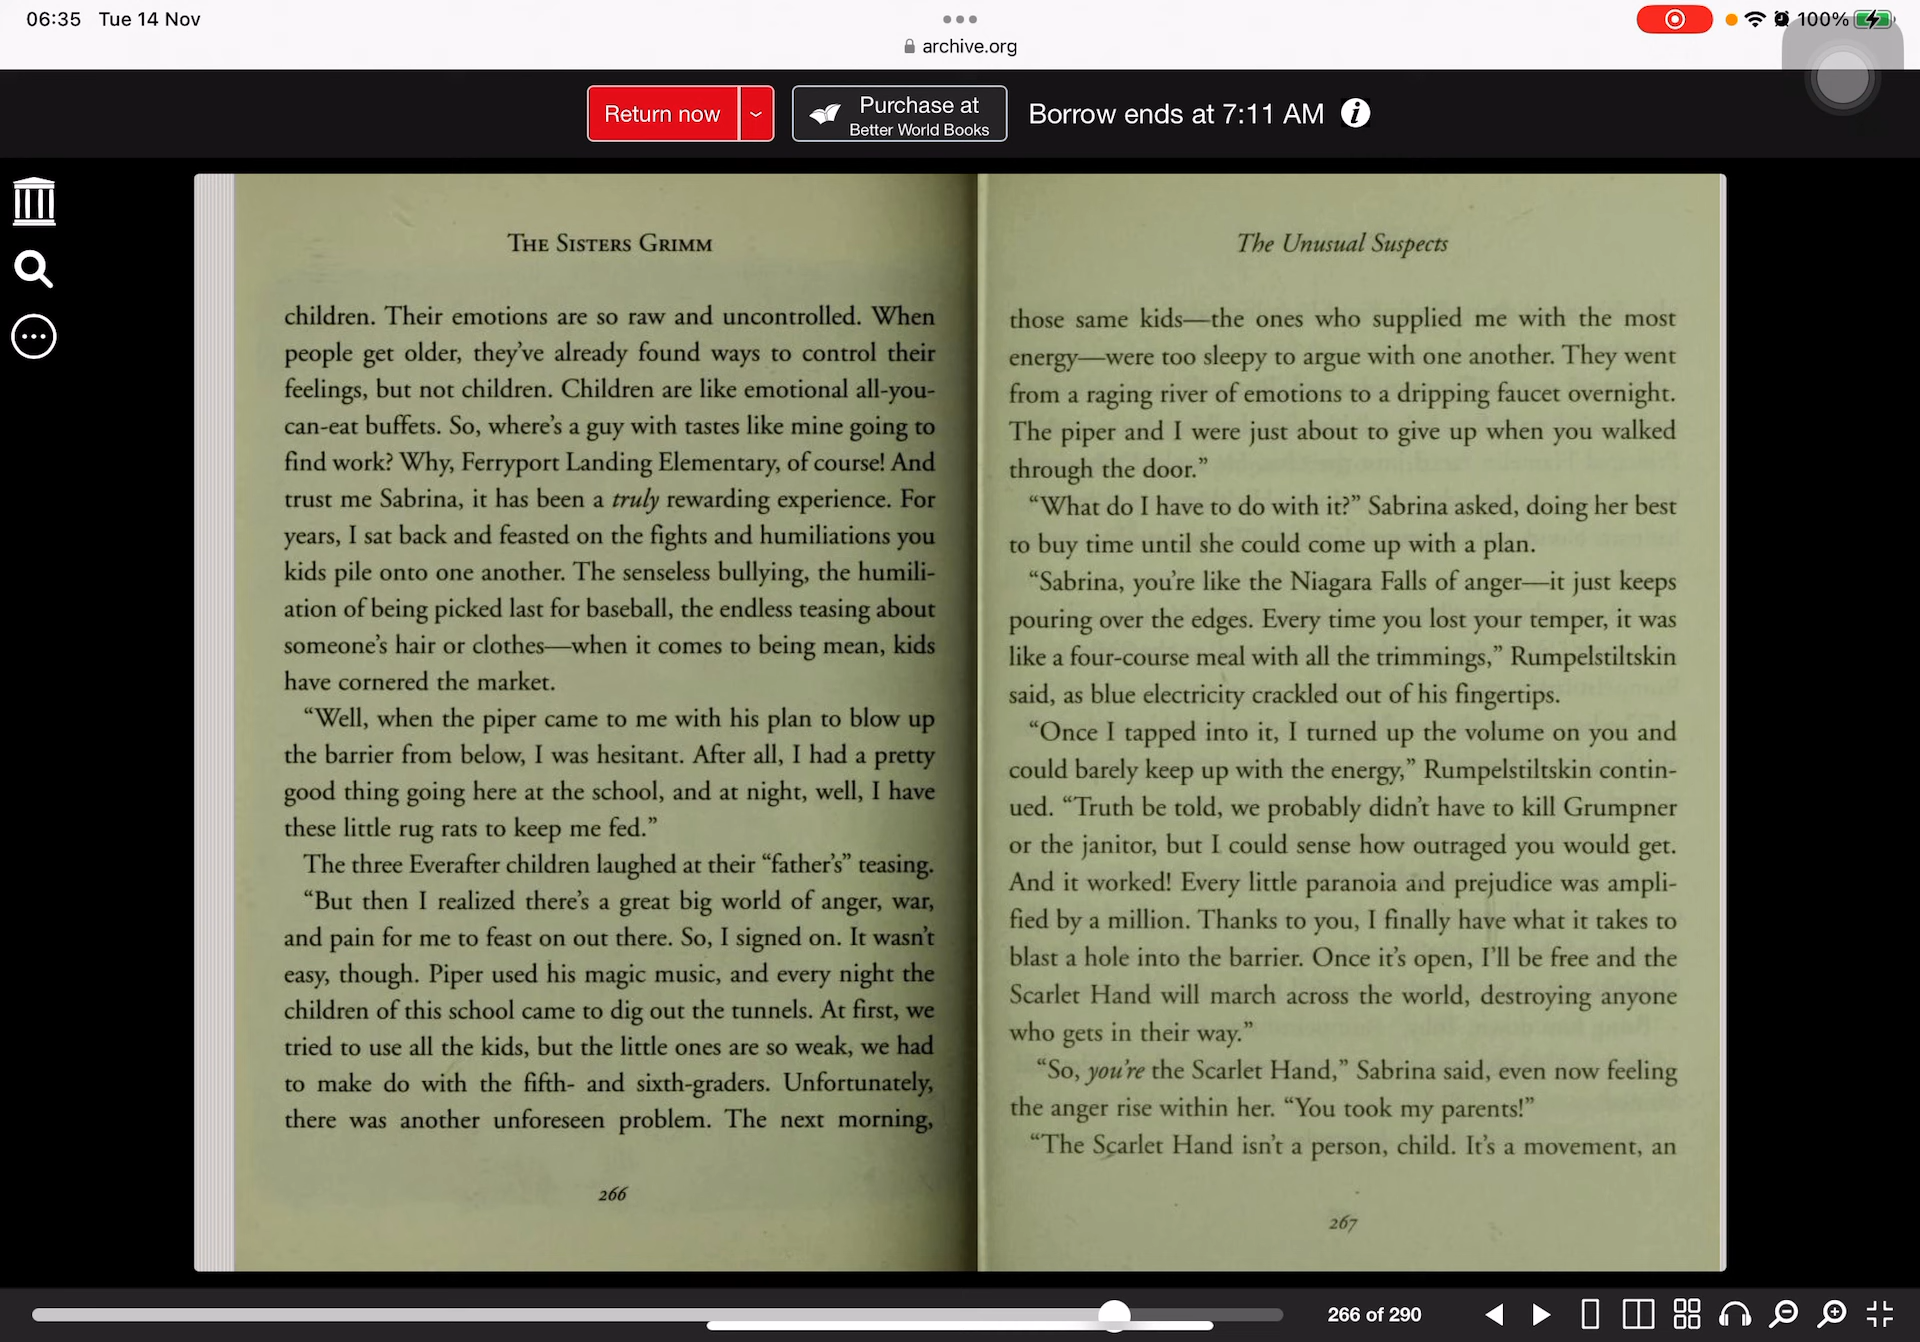 06:35 Tue 14 Nov
100%
archive.org
Return now
Purchase at
Better World Books
Borrow ends at 7:11 AM
THE SISTERS GRIMM
children. Their emotions are so raw and uncontrolled. When
people get older, they’ve already found ways to control their
feelings, but not children. Children are like emotional all-you-
can-eat buffets. So, where’s a guy with tastes like mine going to
find work? Why, Ferryport Landing Elementary, of course! And
trust me Sabrina, it has been a truly rewarding experience. For
years, I sat back and feasted on the fights and humiliations you
kids pile onto one another. The senseless bullying, the humili-
ation of being picked last for baseball, the endless teasing about
someone’s hair or clothes—when it comes to being mean, kids
have cornered the market.
“Well, when the piper came to me with his plan to blow up
the barrier from below, I was hesitant. After all, I had a pretty
good thing going here at the school, and at night, well, I have
these little rug rats to keep me fed.”
The three Everafter children laughed at their “father’s” teasing.
“But then I realized there’s a great big world of anger, war,
and pain for me to feast on out there. So, I signed on. It wasn’t
easy, though. Piper used his magic music, and every night the
children of this school came to dig out the tunnels. At first, we
tried to use all the kids, but the little ones are so weak, we had
to make do with the fifth- and sixth-graders. Unfortunately,
there was another unforeseen problem. The next morning,
266
The Unusual Suspects
those same kids—the ones who supplied me with the most
energy—were too sleepy to argue with one another. They went
from a raging river of emotions to a dripping faucet overnight.
The piper and I were just about to give up when you walked
through the door.”
“What do I have to do with it?” Sabrina asked, doing her best
to buy time until she could come up with a plan.
“Sabrina, you’re like the Niagara Falls of anger—it just keeps
pouring over the edges. Every time you lost your temper, it was
like a four-course meal with all the trimmings,” Rumpelstiltskin
said, as blue electricity crackled out of his fingertips.
“Once I tapped into it, I turned up the volume on you and
could barely keep up with the energy,” Rumpelstiltskin contin-
ued. “Truth be told, we probably didn’t have to kill Grumpner
or the janitor, but I could sense how outraged you would get.
And it worked! Every little paranoia and prejudice was ampli-
fied by a million. Thanks to you, I finally have what it takes to
blast a hole into the barrier. Once it’s open, I’ll be free and the
Scarlet Hand will march across the world, destroying anyone
who gets in their way.”
“So, you’re the Scarlet Hand,” Sabrina said, even now feeling
the anger rise within her. “You took my parents!”
“The Scarlet Hand isn’t a person, child. It’s a movement, an
267
266 of 290